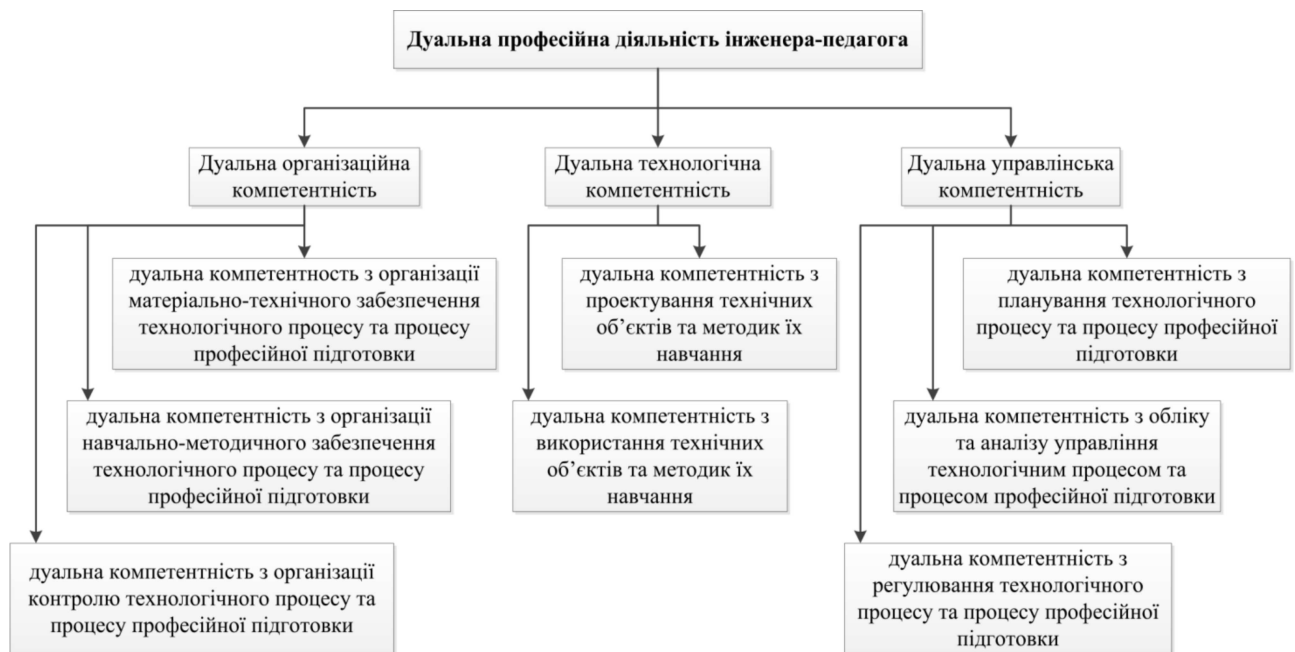 Дуальна професійна діяльність інженера-педагога
Дуальна організаційна
компетентність
Дуальна технологічна
компетентність
Дуальна управлінська
компетентність
дуальна компетентность з організації
матеріально-технічного забезпечення
технологічного процесу та процесу
професійної підготовки
дуальна компетентність з
проектування технічних
об’єктів та методик їх
навчання
дуальна компетентність з
планування технологічного
процесу та процесу професійної
підготовки
дуальна компетентність з організації
навчально-методичного забезпечення
технологічного процесу та процесу
професійної підготовки
дуальна компетентність з
використання технічних
об’єктів та методик їх
навчання
дуальна компетентність з обліку
та аналізу управління
технологічним процесом та
процесом професійної підготовки
дуальна компетентність з організації
контролю технологічного процесу та
процесу професійної підготовки
дуальна компетентність з
регулювання технологічного
процесу та процесу професійної
підготовки